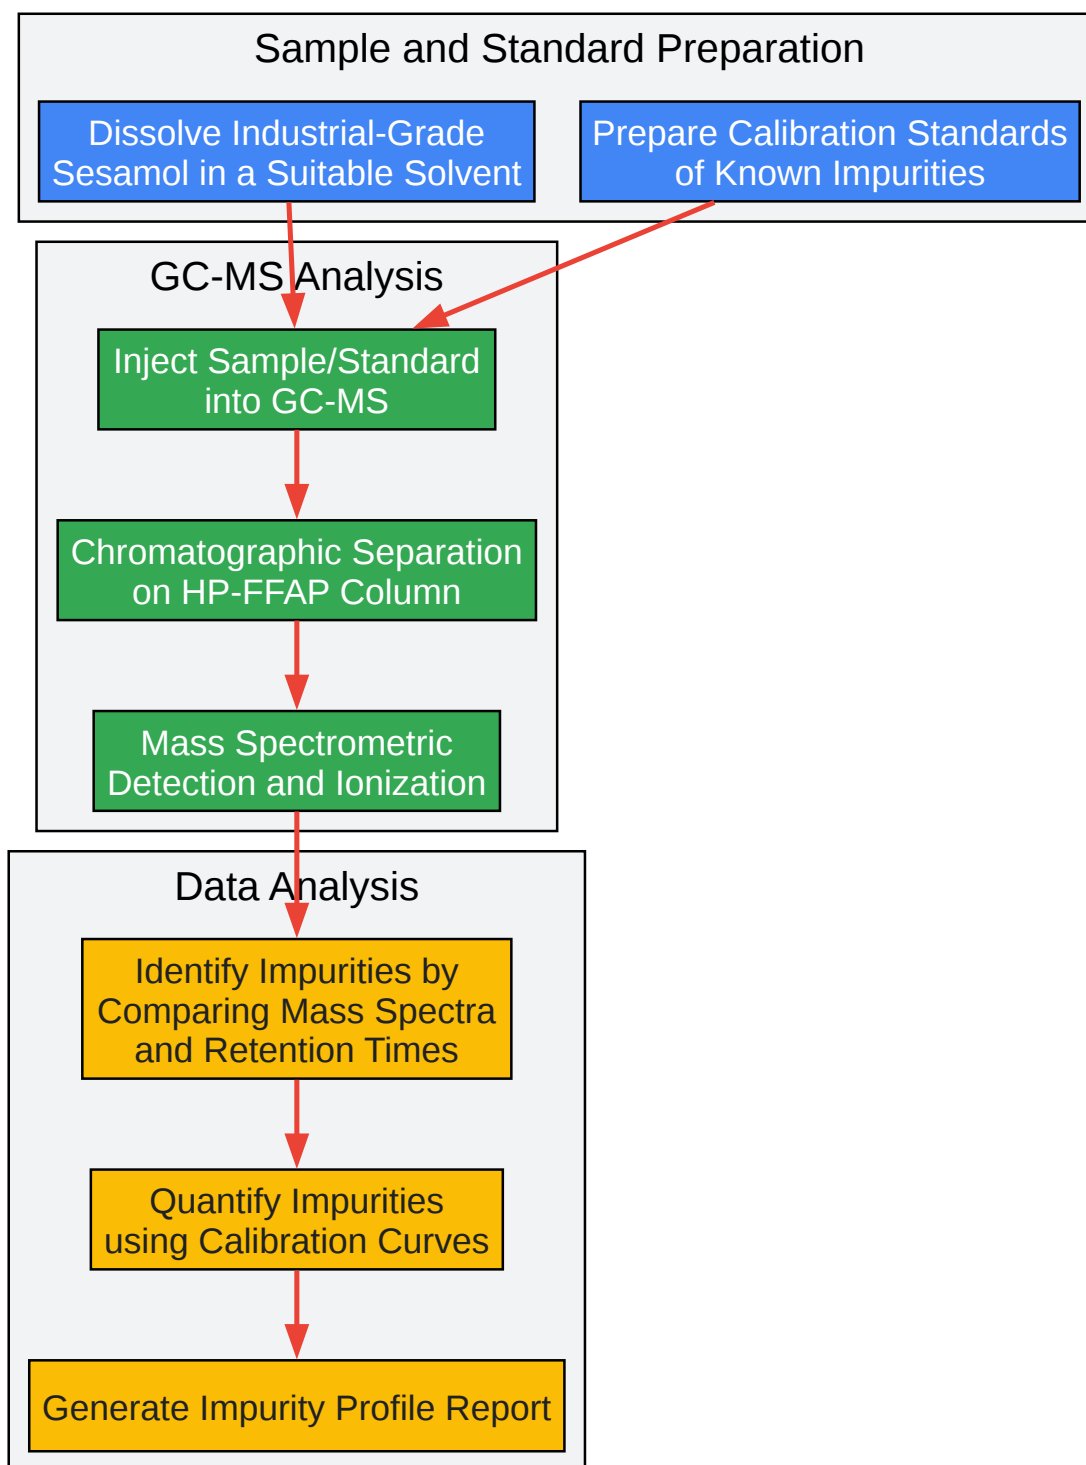 Sample and Standard Preparation
Dissolve Industrial-Grade
Sesamol in a Suitable Solvent
Prepare Calibration Standards
of Known Impurities
GC-MS Analysis
Inject Sample/Standard
into GC-MS
Chromatographic Separation
on HP-FFAP Column
Mass Spectrometric
Detection and Ionization
Data Analysis
Identify Impurities by
Comparing Mass Spectra
and Retention Times
Quantify Impurities
using Calibration Curves
Generate Impurity Profile Report